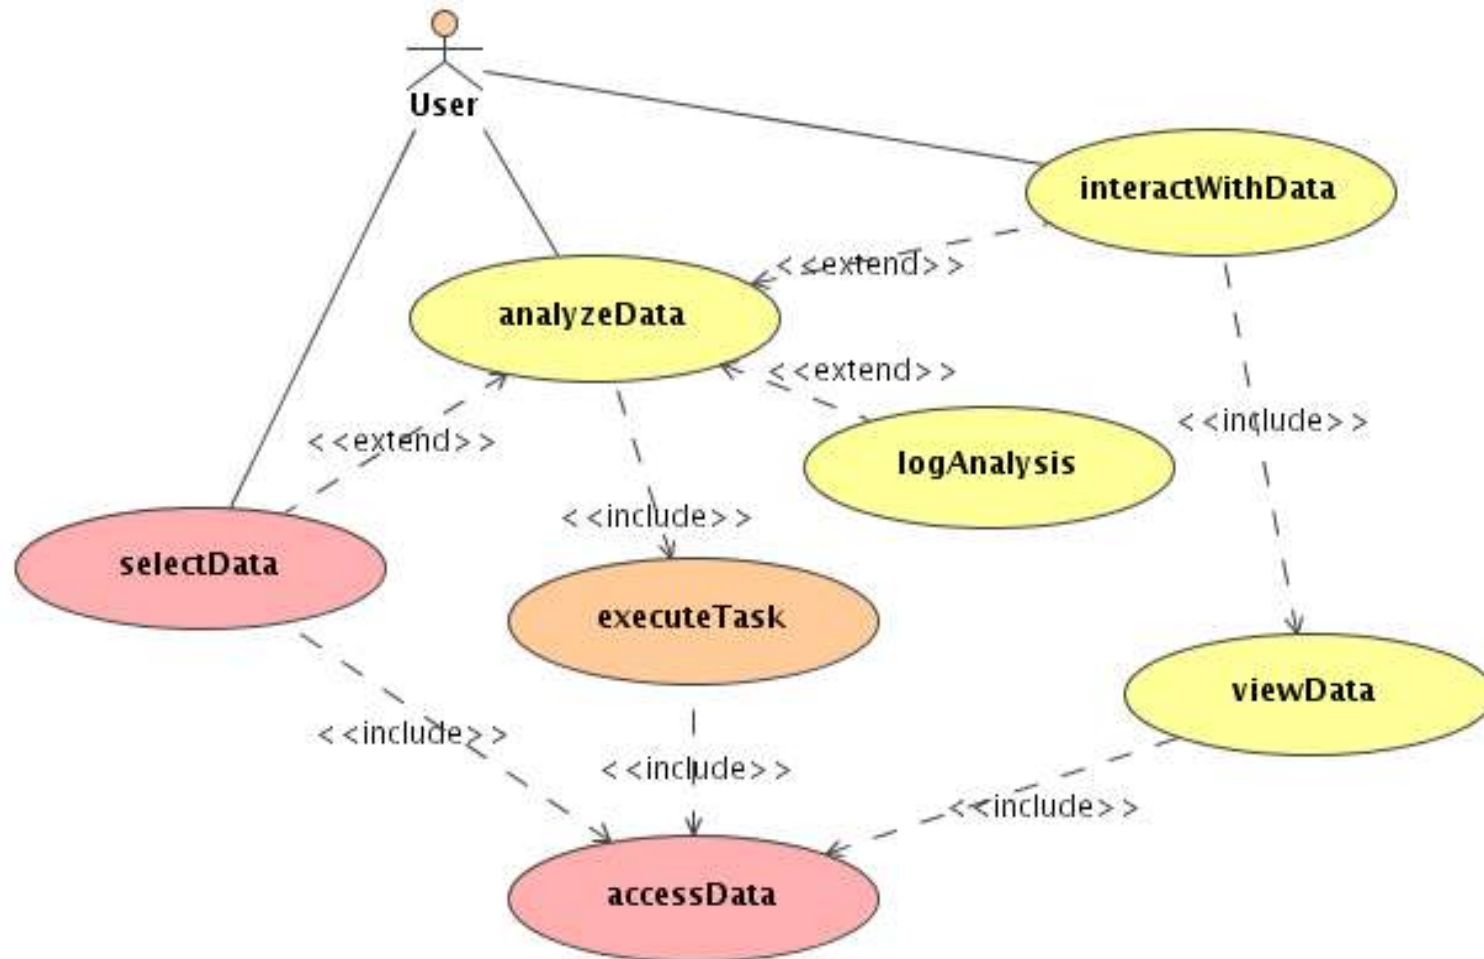 User
interactWithData
<<extend>>
analyzeData
<<extend>>
<<include>>
<<extend>>
logAnalysis
<<include>>
selectData
executeTask
viewData
<<include>>
<<include>>
<<include>>
accessData